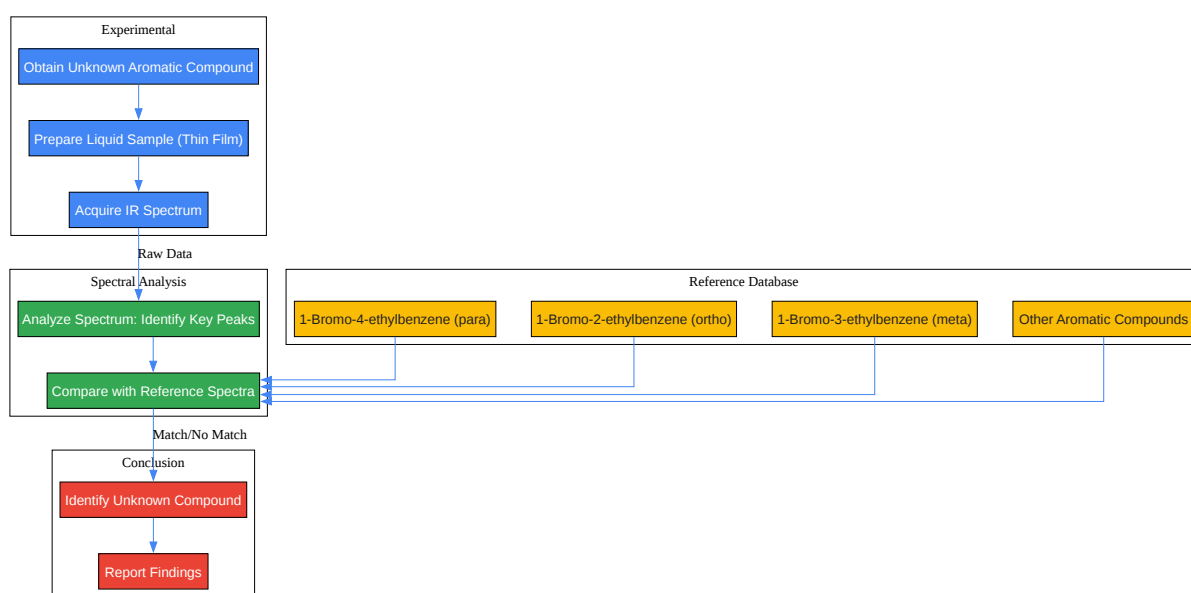 Experimental
Obtain Unknown Aromatic Compound
Prepare Liquid Sample (Thin Film)
Acquire IR Spectrum
Raw Data
Spectral Analysis
Analyze Spectrum: Identify Key Peaks
Compare with Reference Spectra
Reference Database
1-Bromo-4-ethylbenzene (para)
1-Bromo-2-ethylbenzene (ortho)
1-Bromo-3-ethylbenzene (meta)
Other Aromatic Compounds
Match/No Match
Conclusion
Identify Unknown Compound
Report Findings